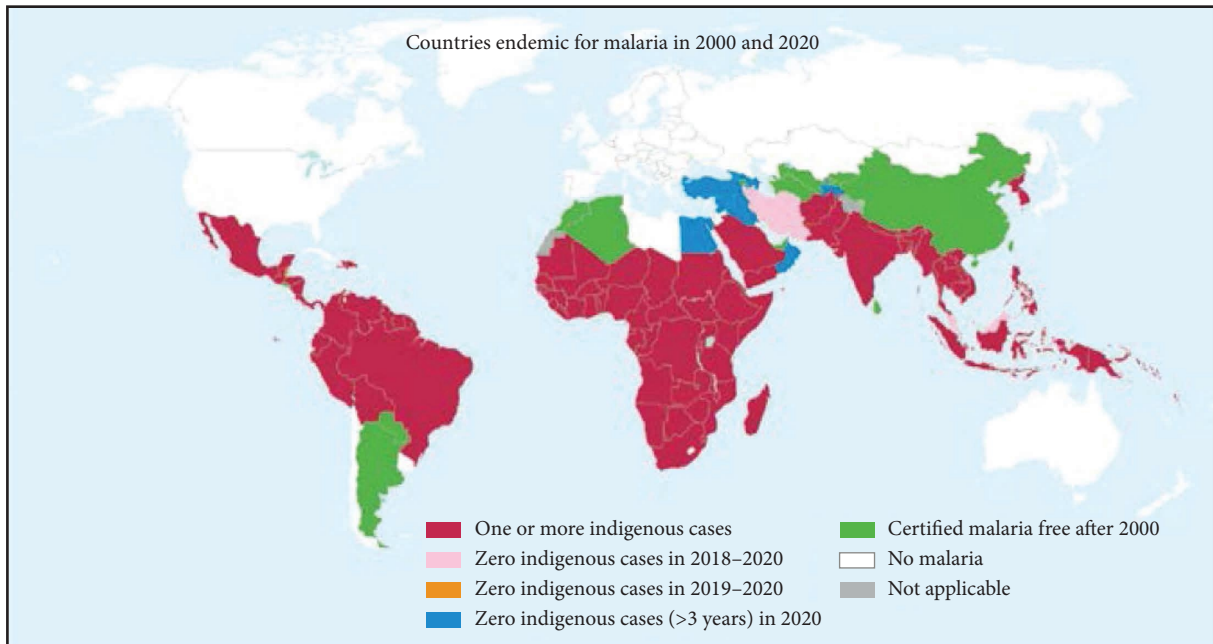 Countries endemic for malaria in 2000 and 2020
One or more indigenous cases
Zero indigenous cases in 2018–2020
Zero indigenous cases in 2019–2020
Zero indigenous cases (>3 years) in 2020
Certified malaria free after 2000
No malaria
Not applicable